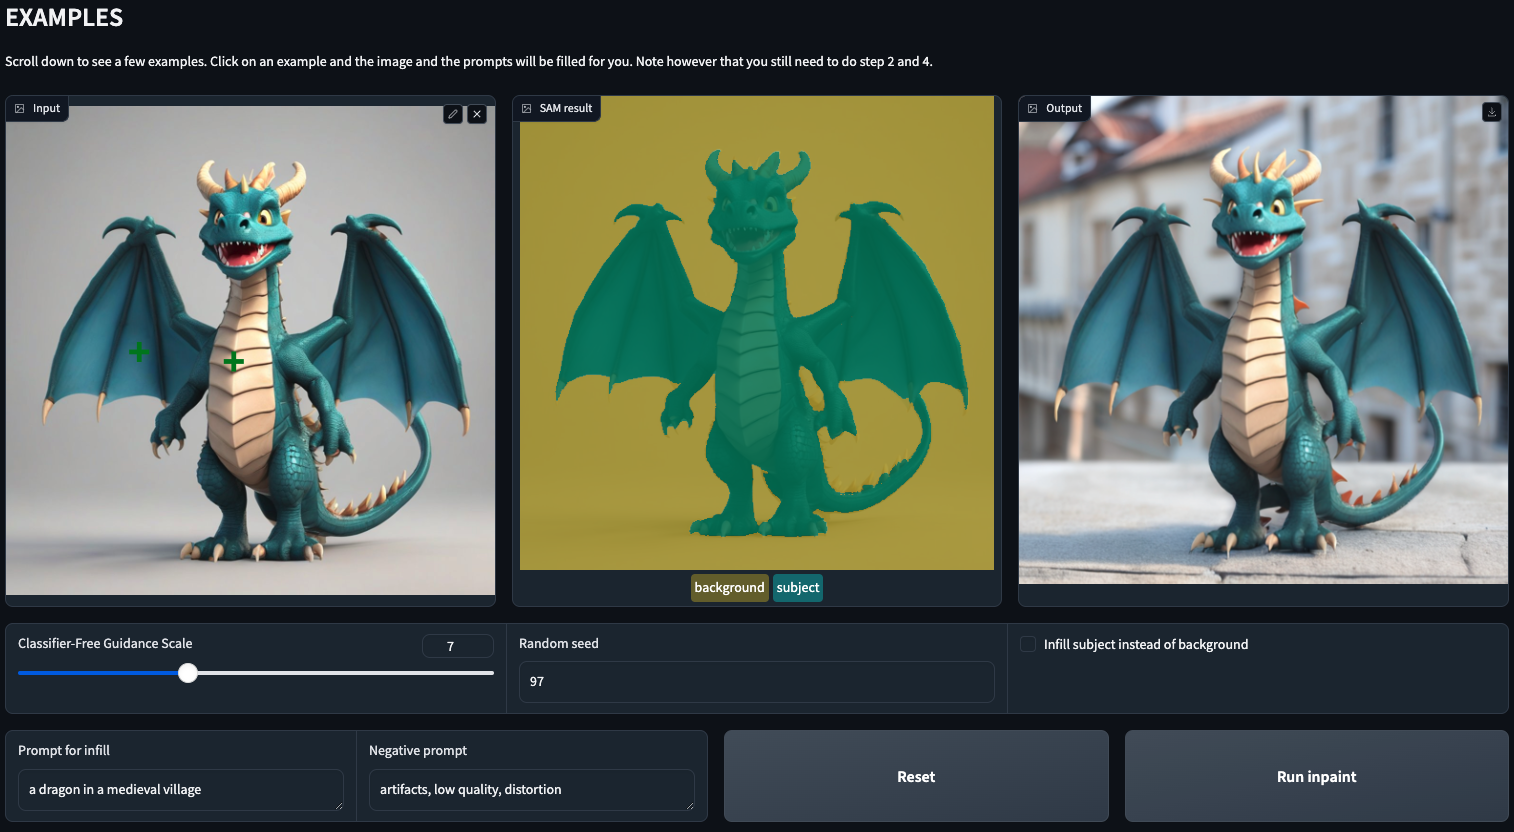 EXAMPLES
Scroll down to see a few examples. Click on an example and the image and the prompts will be filled for you. Note however that you still need to do step 2 and 4.
Input
SAM result
Output
background
subject
Classifier-Free Guidance Scale
7
Random seed
97
Infill subject instead of background
Prompt for infill
a dragon in a medieval village
Negative prompt
artifacts, low quality, distortion
Reset
Run inpaint